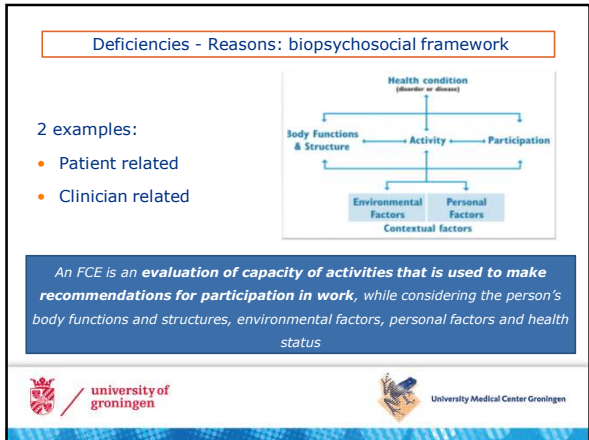 Deficiencies - Reasons: biopsychosocial framework
2 examples:
• Patient related
• Clinician related
Health condition
(disorder or disease)
Body Functions
& Structure
Activity
Participation
Environmental
Factors
Personal
Factors
Contextual factors
An FCE is an evaluation of capacity of activities that is used to make
recommendations for participation in work, while considering the person's
body functions and structures, environmental factors, personal factors and health
status
university of
groningen
University Medical Center Groningen